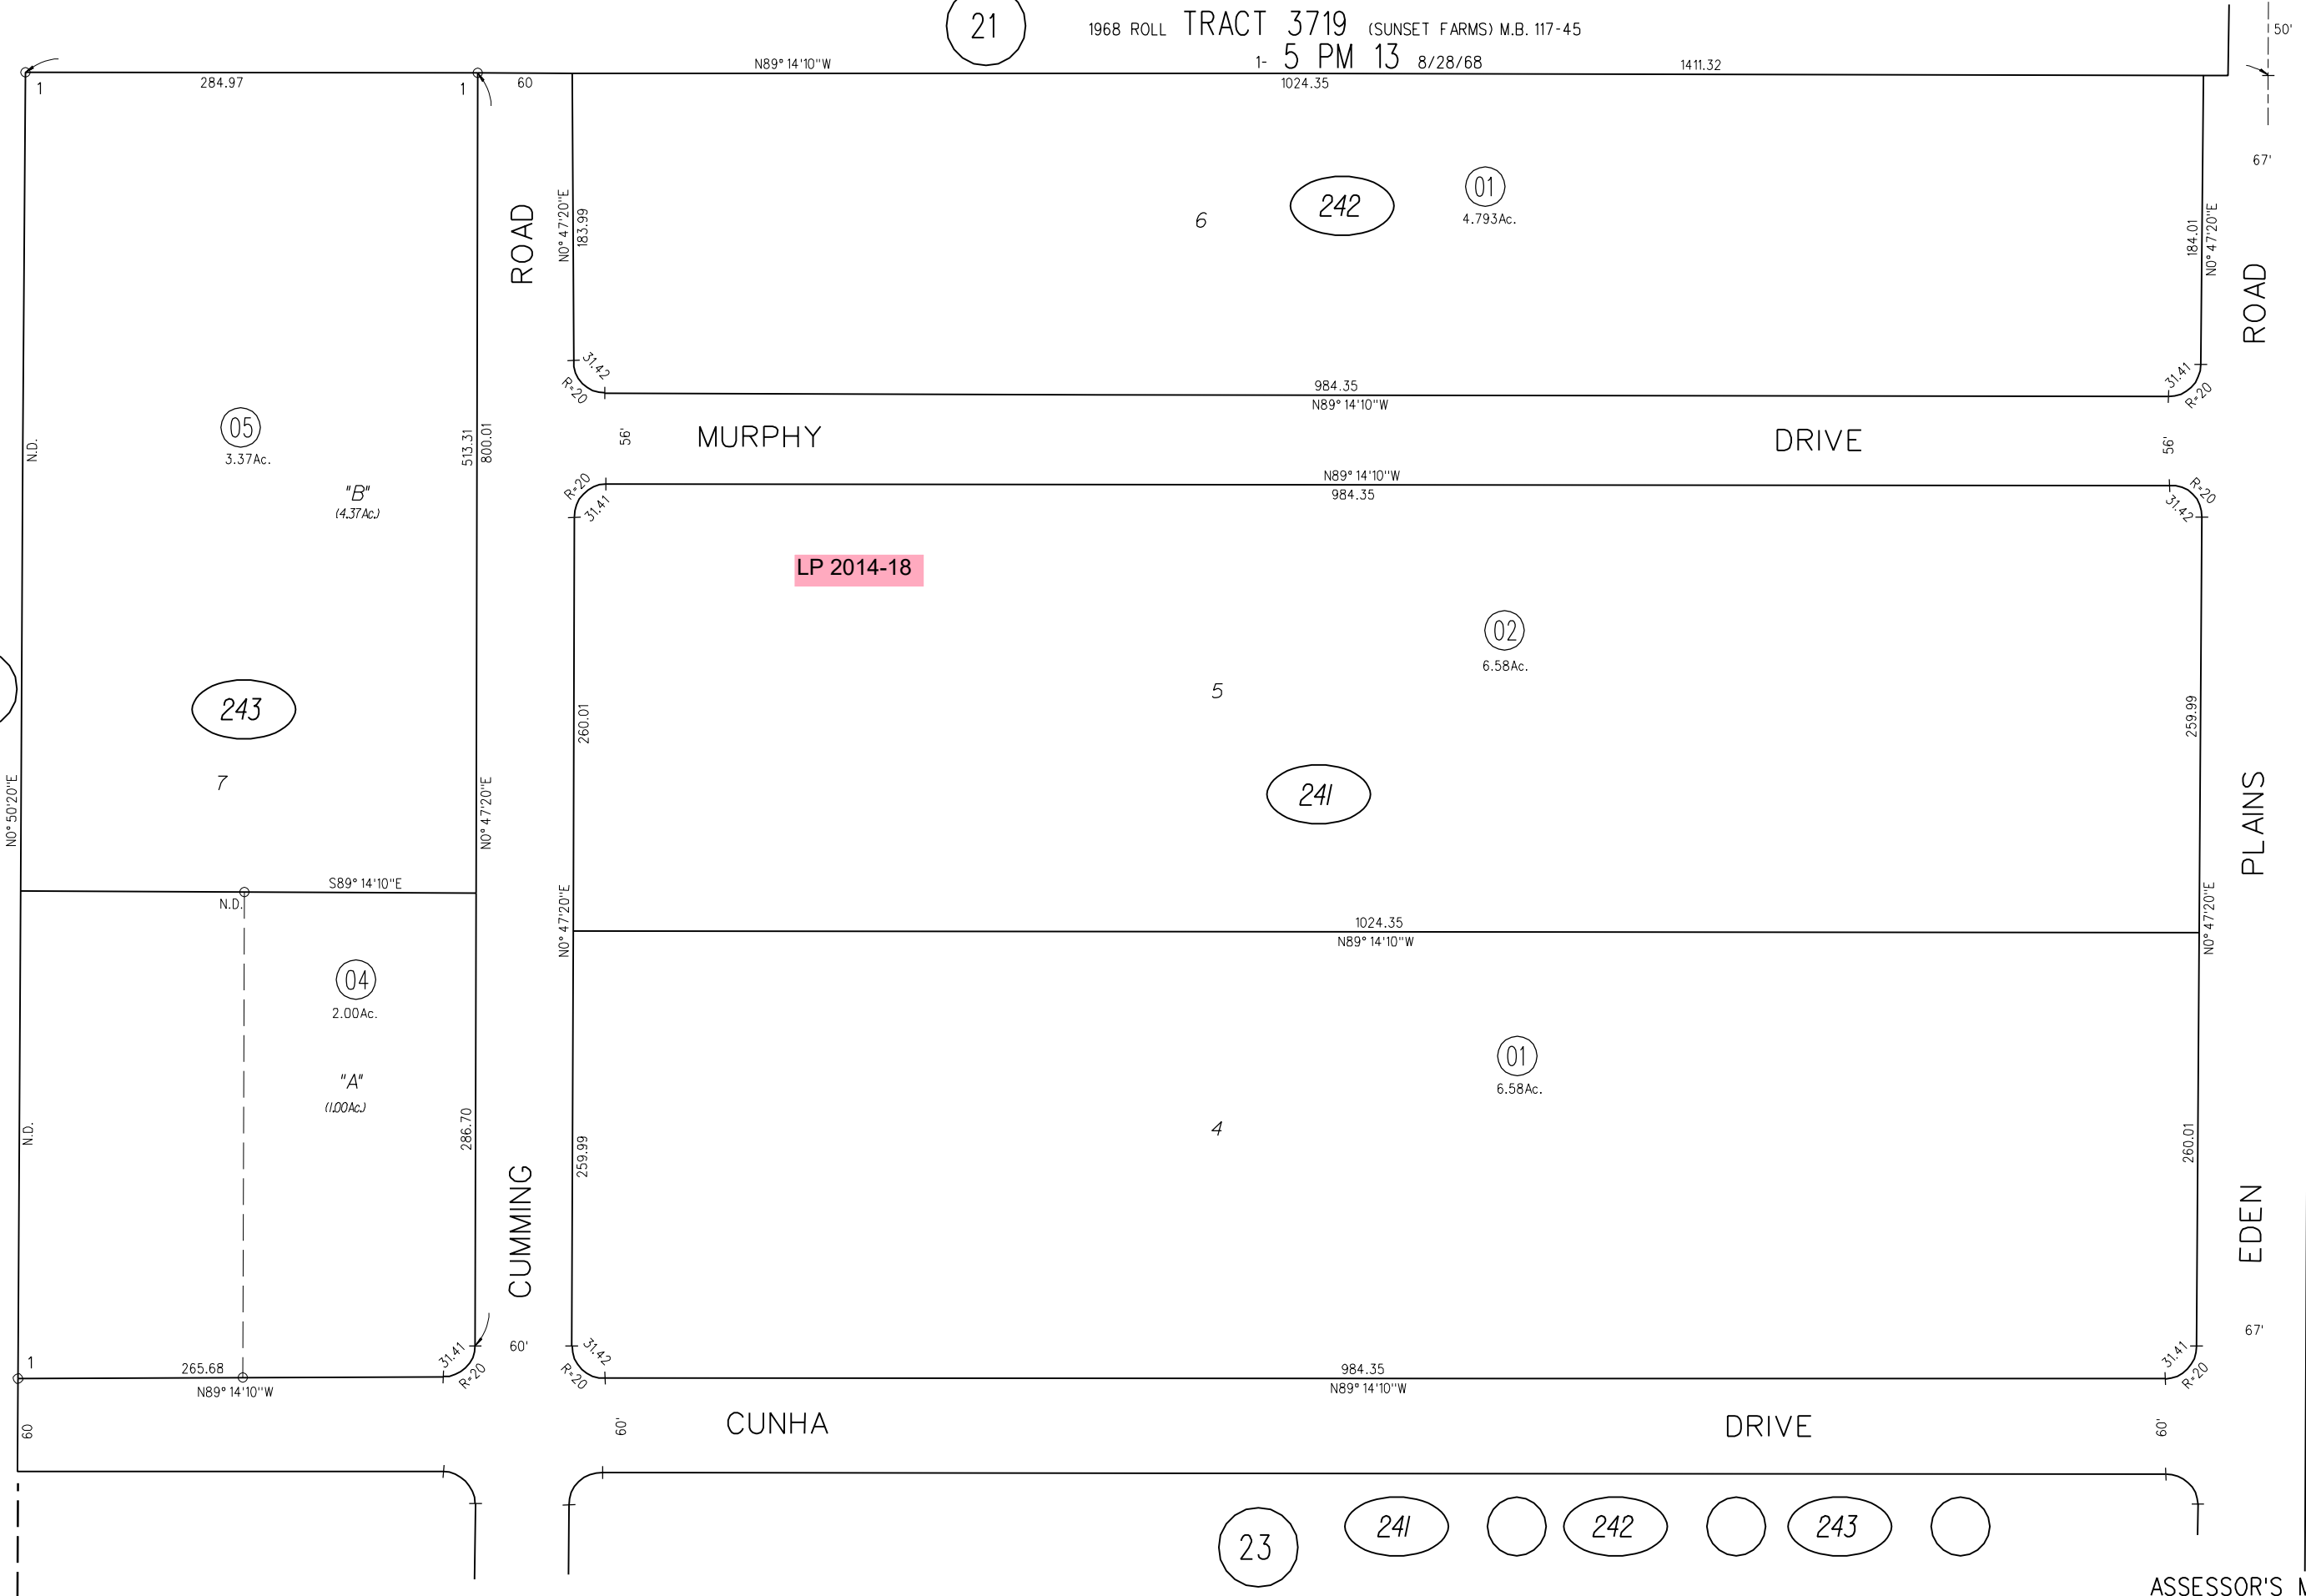 21
1968 ROLL TRACT 3719 (SUNSET FARMS) M.B. 117-45
1- 5 PM 13 8/28/68
50'
N89°14'10"W
1411.32
1
284.97
1
60
1024.35
67'
ROAD
N0°47'20"E
183.99
6
242
01
4.793Ac.
184.01
N0°47'20"E
ROAD
31.42
R=20
984.35
N89°14'10"W
31.41
R=20
05
3.37Ac.
N.D.
513.31
800.01
56'
MURPHY
DRIVE
56'
"B"
(4.37Ac.)
R=20
31.41
N89°14'10"W
984.35
R=20
31.42
LP 2014-18
02
6.58Ac.
5
243
260.01
259.99
7
241
N0°50'20"E
N0°47'20"E
PLAINS
S89°14'10"E
N.D.
N0°47'20"E
1024.35
N89°14'10"W
N0°47'20"E
04
2.00Ac.
"A"
(1.00Ac.)
01
6.58Ac.
4
N.D.
286.70
259.99
260.01
CUMMING
EDEN
60'
67'
1
265.68
N89°14'10"W
31.41
R=20
31.42
R=20
984.35
N89°14'10"W
31.41
R=20
60
60'
CUNHA
DRIVE
60'
23
241
242
243
ASSESSOR'S